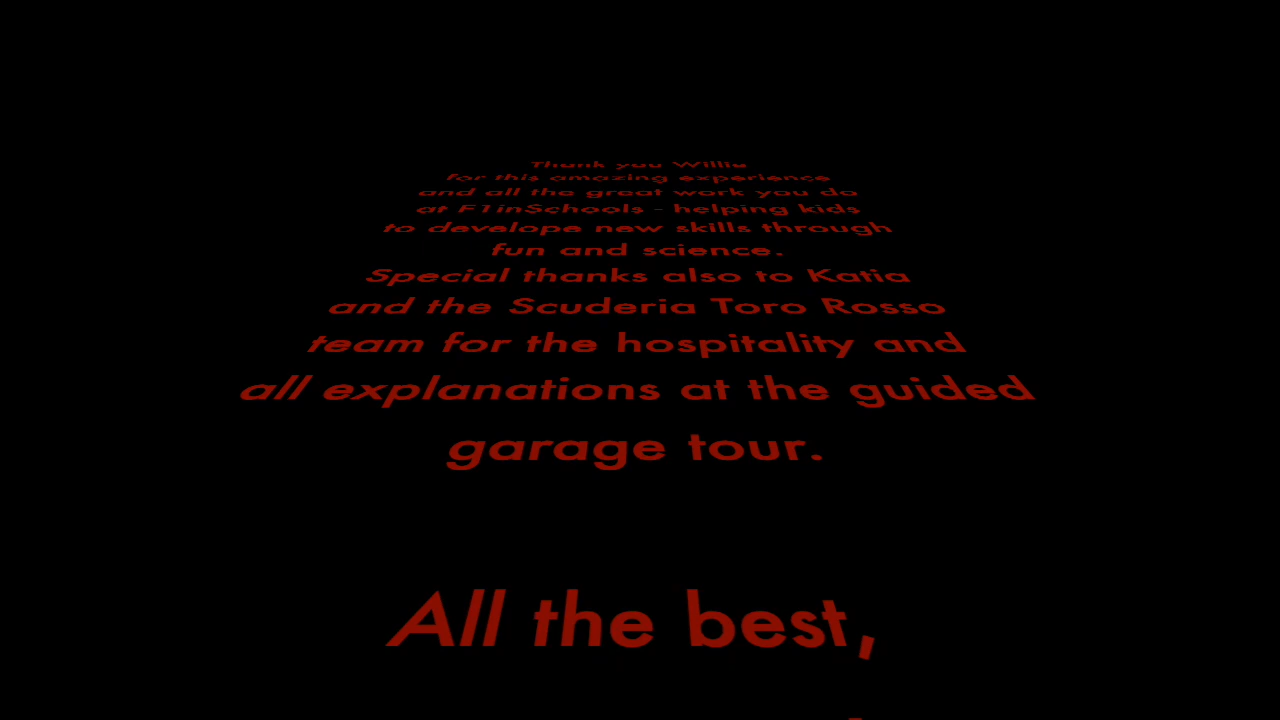 Thank you Willie
for this amazing experience
and all the great work you do
at F1inSchools - helping kids
to develope new skills through
fun and science.
Special thanks also to Katia
and the Scuderia Toro Rosso
team for the hospitality and
all explanations at the guided
garage tour.
All the best,